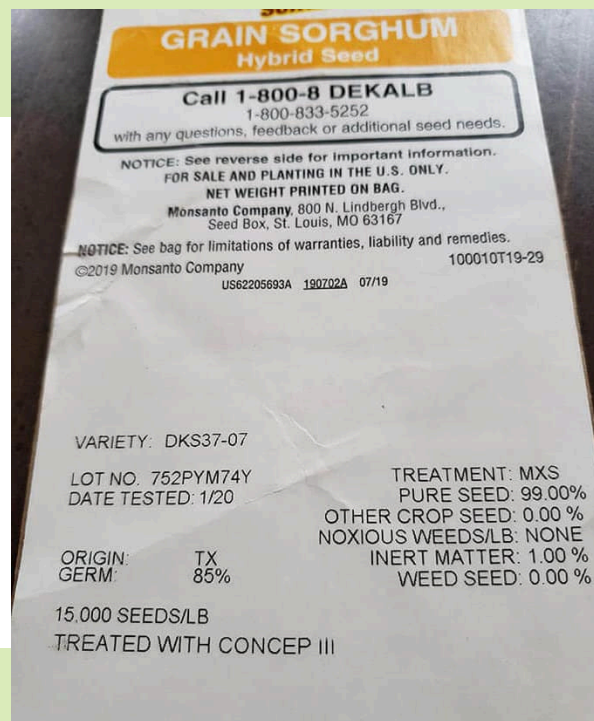 GRAIN SORGHUM
Hybrid Seed
Call 1-800-8 DEKALB
1-800-833-5252
with any questions, feedback or additional seed needs.
NOTICE: See reverse side for important information.
FOR SALE AND PLANTING IN THE U.S. ONLY.
NET WEIGHT PRINTED ON BAG.
Monsanto Company, 800 N. Lindbergh Blvd.,
Seed Box, St. Louis, MO 63167
NOTICE: See bag for limitations of warranties, liability and remedies.
©2019 Monsanto Company 100010T19-29
US62205693A 190702A 07/19
VARIETY: DKS37-07
LOT NO. 752PYM74Y TREATMENT: MXS
DATE TESTED: 1/20 PURE SEED: 99.00%
OTHER CROP SEED: 0.00 %
NOXIOUS WEEDS/LB: NONE
ORIGIN: TX INERT MATTER: 1.00 %
GERM: 85% WEED SEED: 0.00 %
15,000 SEEDS/LB
TREATED WITH CONCEP III